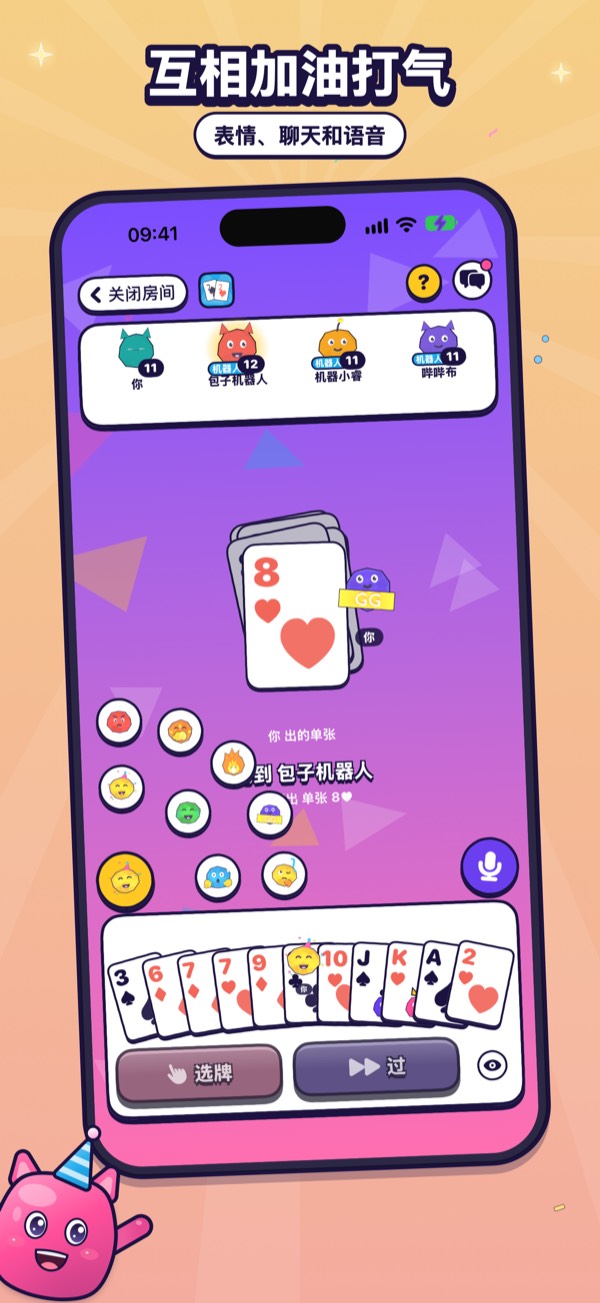 互相加油打气
表情、聊天和语音
09:41
关闭房间
?
11
机器人 12
机器人 11
机器人 11
你
包子机器人
机器小睿
哔哔布
8
GG
你
你 出的单张
到 包子机器人
出 单张 8♥
3 6 7 7 9 10 J K A 2
你
选牌
过